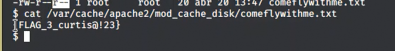 -rw-r--r-- 1 root    root   20 abr 20 13:47 comeflywithme.txt
$ cat /var/cache/apache2/mod_cache_disk/comeflywithme.txt
{FLAG_3_curtis@!23}
$